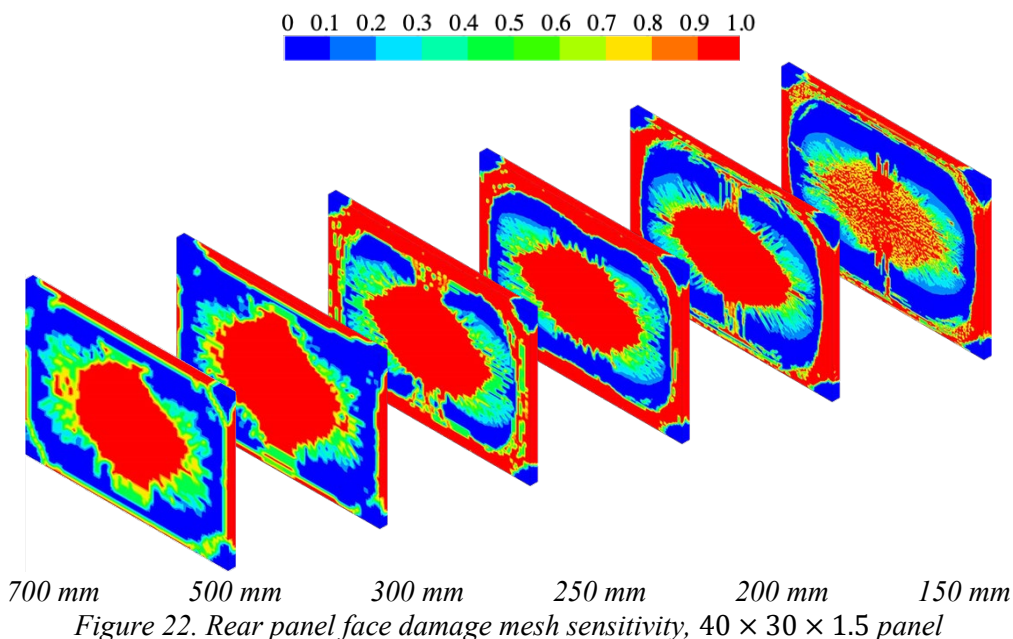 0 0.1 0.2 0.3 0.4 0.5 0.6 0.7 0.8 0.9 1.0
700 mm 500 mm 300 mm 250 mm 200 mm 150 mm
Figure 22. Rear panel face damage mesh sensitivity, 40 × 30 × 1.5 panel